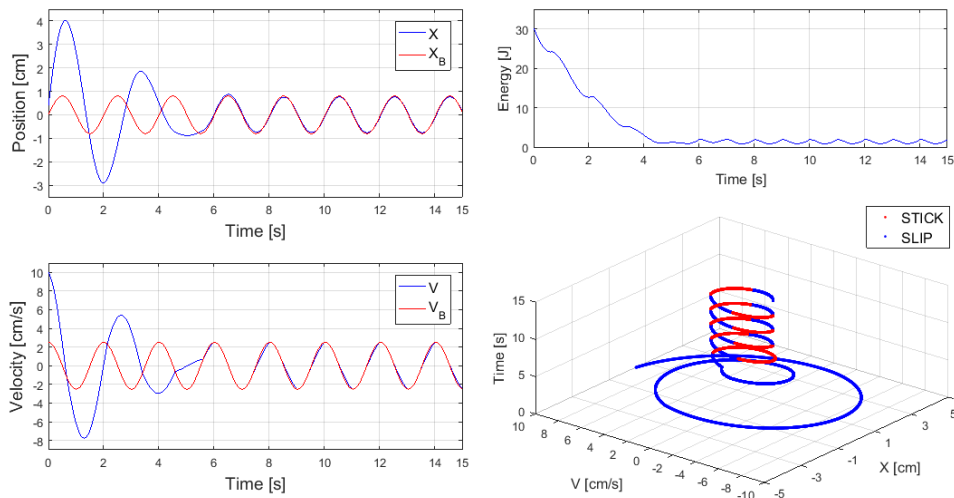 4
3
2
1
0
-1
-2
-3
Position [cm]
X
X_B
0 2 4 6 8 10 12 14 15
Time [s]
30
20
10
0
Energy [J]
0 2 4 6 8 10 12 14 15
Time [s]
10
8
6
4
2
0
-2
-4
-6
-8
Velocity [cm/s]
V
V_B
0 2 4 6 8 10 12 14 15
Time [s]
STICK
SLIP
15
10
5
0
Time [s]
8 6 4 2 0 -2 -4 -6 -8 -10
V [cm/s]
-5 -3 -1 1 3 5
X [cm]